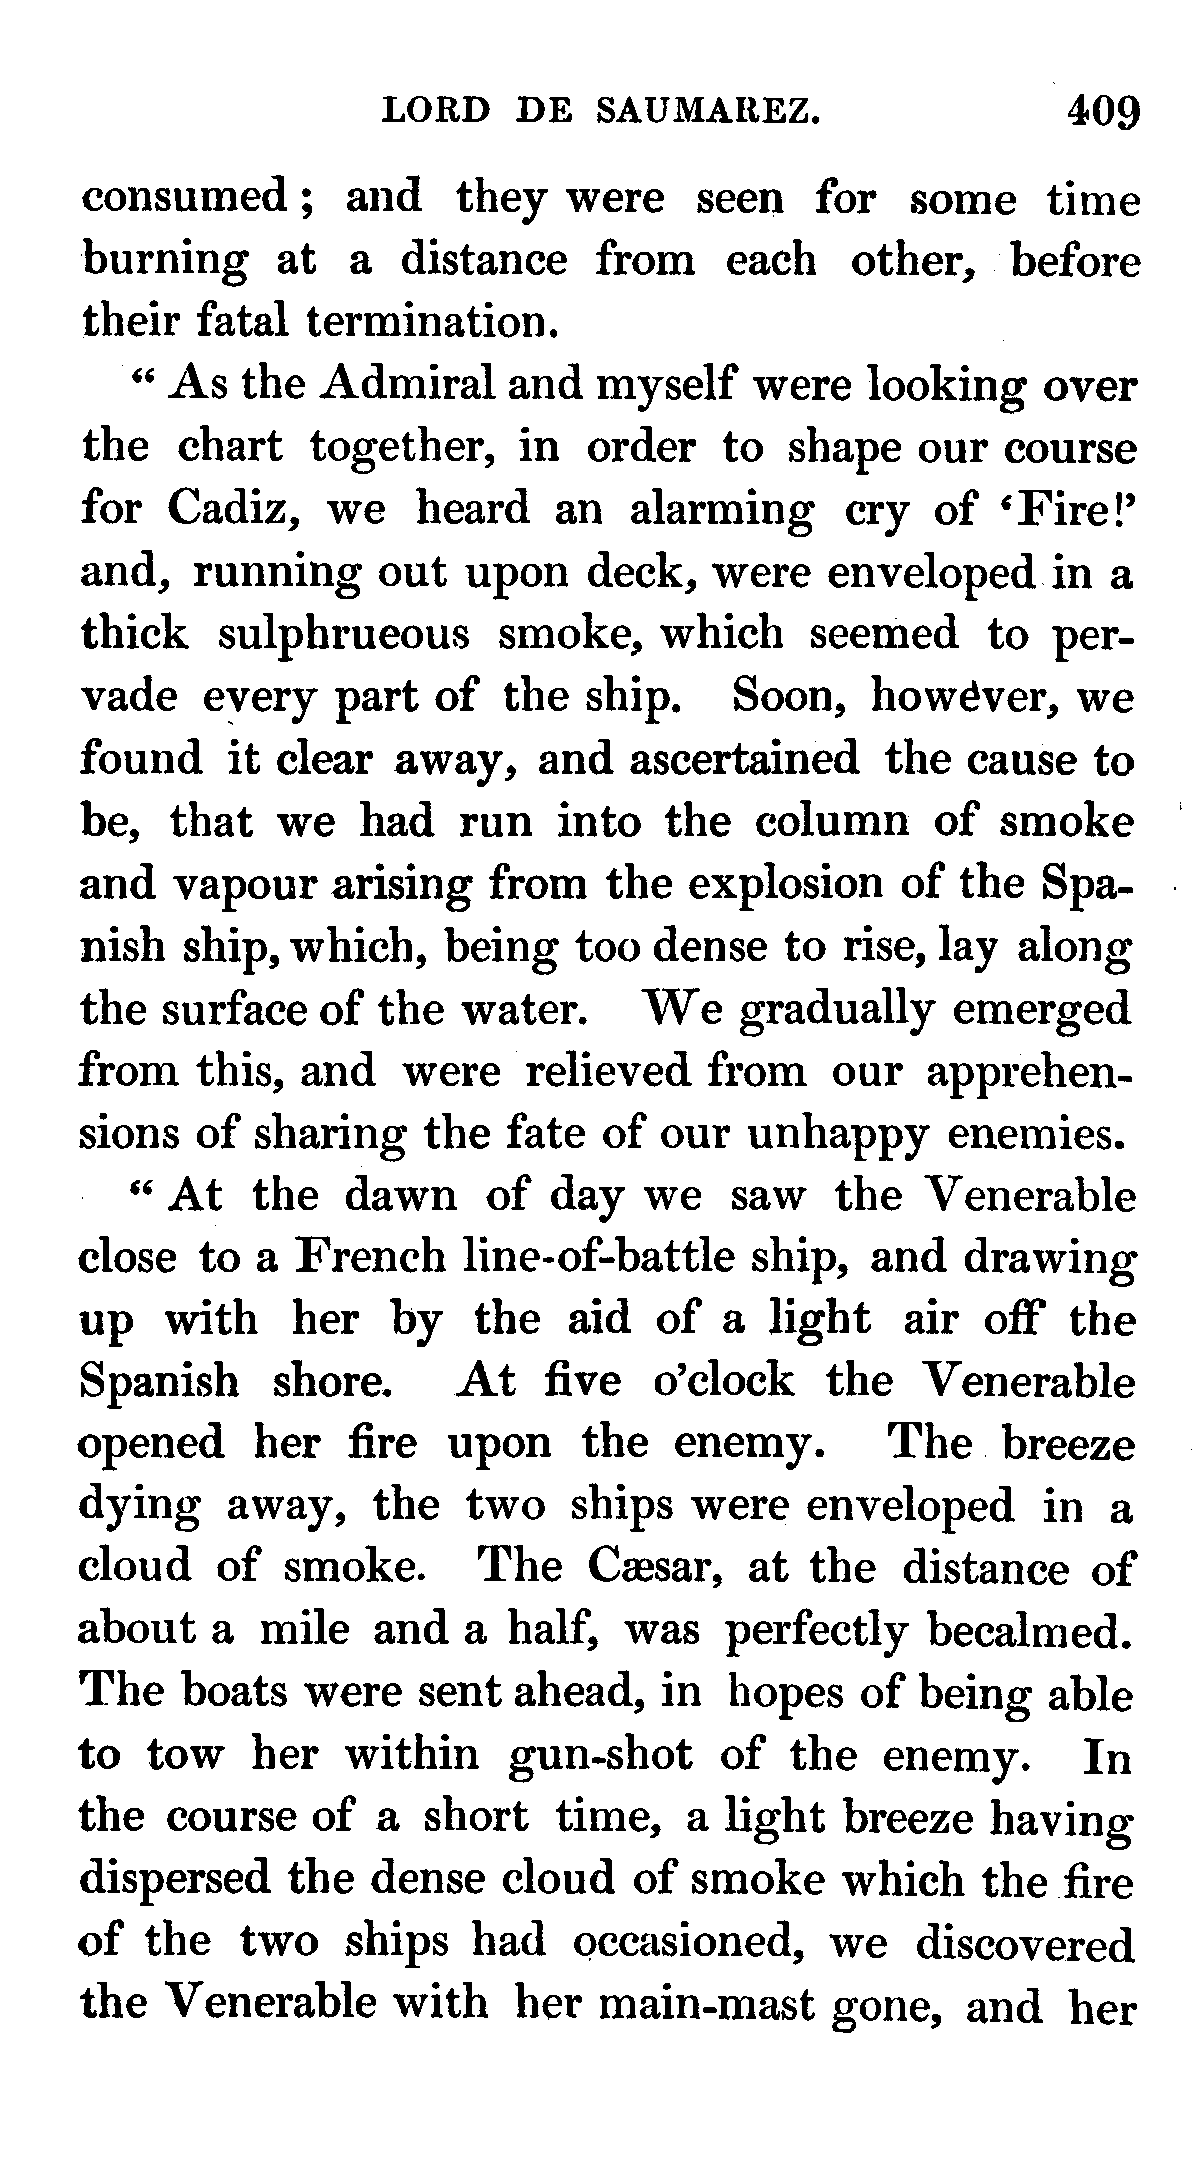 LORD DE SAUMAREZ. 409
consumed; and they were seen for some time
burning at a distance from each other, before
their fatal termination.
“ As the Admiral and myself were looking over
the chart together, in order to shape our course
for Cadiz, we heard an alarming cry of ‘Fire!’
and, running out upon deck, were enveloped in a
thick sulphrueous smoke, which seemed to per-
vade every part of the ship. Soon, however, we
found it clear away, and ascertained the cause to
be, that we had run into the column of smoke
and vapour arising from the explosion of the Spa-
nish ship, which, being too dense to rise, lay along
the surface of the water. We gradually emerged
from this, and were relieved from our apprehen-
sions of sharing the fate of our unhappy enemies.
“ At the dawn of day we saw the Venerable
close to a French line-of-battle ship, and drawing
up with her by the aid of a light air off the
Spanish shore. At five o’clock the Venerable
opened her fire upon the enemy. The breeze
dying away, the two ships were enveloped in a
cloud of smoke. The Cæsar, at the distance of
about a mile and a half, was perfectly becalmed.
The boats were sent ahead, in hopes of being able
to tow her within gun-shot of the enemy. In
the course of a short time, a light breeze having
dispersed the dense cloud of smoke which the fire
of the two ships had occasioned, we discovered
the Venerable with her main-mast gone, and her